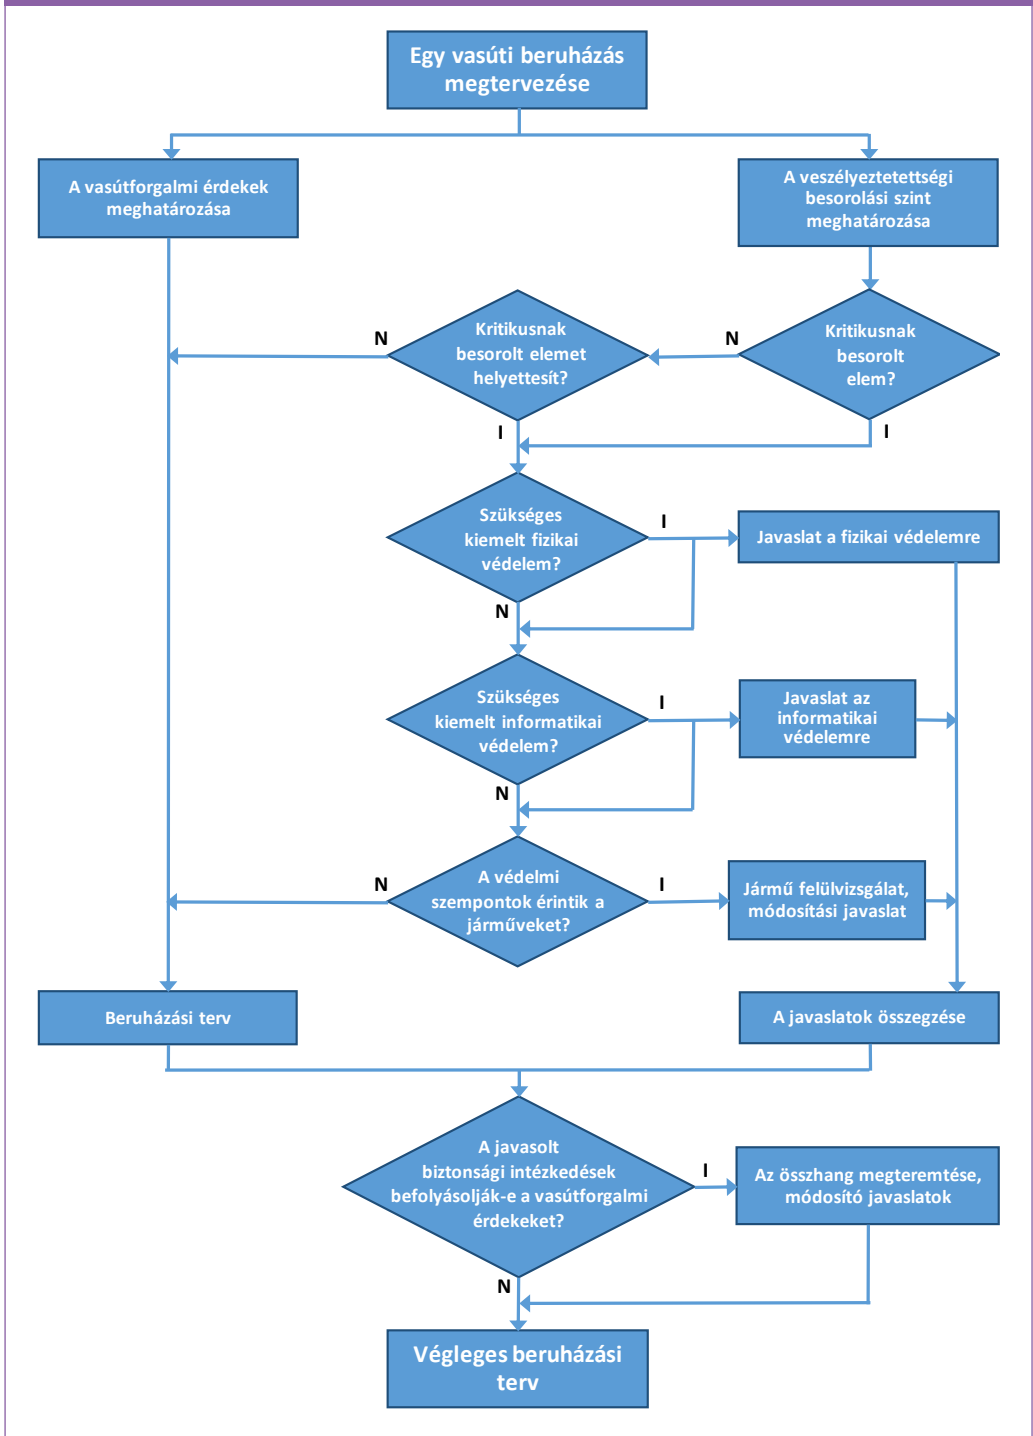 Egy vasúti beruházás
megtervezése
A vasútforgalmi érdekek
meghatározása
A veszélyeztetettségi
besorolási szint
meghatározása
Kritikusnak
besorolt elemet
helyettesít?
N
N
Kritikusnak
besorolt
elem?
I
I
Szükséges
kiemelt fizikai
védelem?
I
Javaslat a fizikai védelemre
N
Szükséges
kiemelt informatikai
védelem?
I
Javaslat az
informatikai
védelemre
N
N
A védelmi
szempontok érintik a
járműveket?
I
Jármű felülvizsgálat,
módosítási javaslat
Beruházási terv
A javaslatok összegzése
A javasolt
biztonsági intézkedések
befolyásolják-e a vasútforgalmi
érdekeket?
I
Az összhang megteremtése,
módosító javaslatok
N
Végleges beruházási
terv